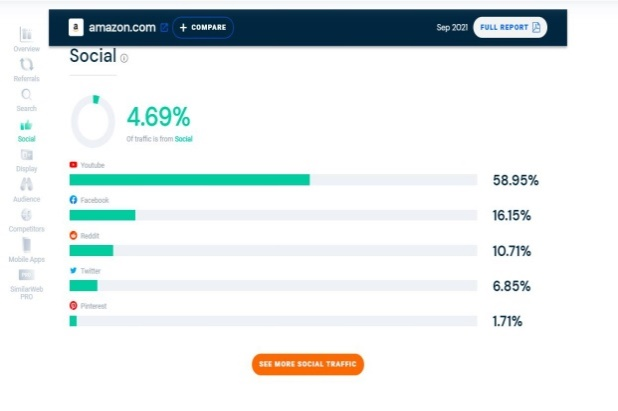 amazon.com
+ COMPARE
Sep 2021
FULL REPORT
Overview
Referrals
Search
Social
Display
Audience
Competitors
Mobile Apps
SimilarWeb
PRO
Social
4.69%
Of traffic is from Social
Youtube
58.95%
Facebook
16.15%
Reddit
10.71%
Twitter
6.85%
Pinterest
1.71%
SEE MORE SOCIAL TRAFFIC